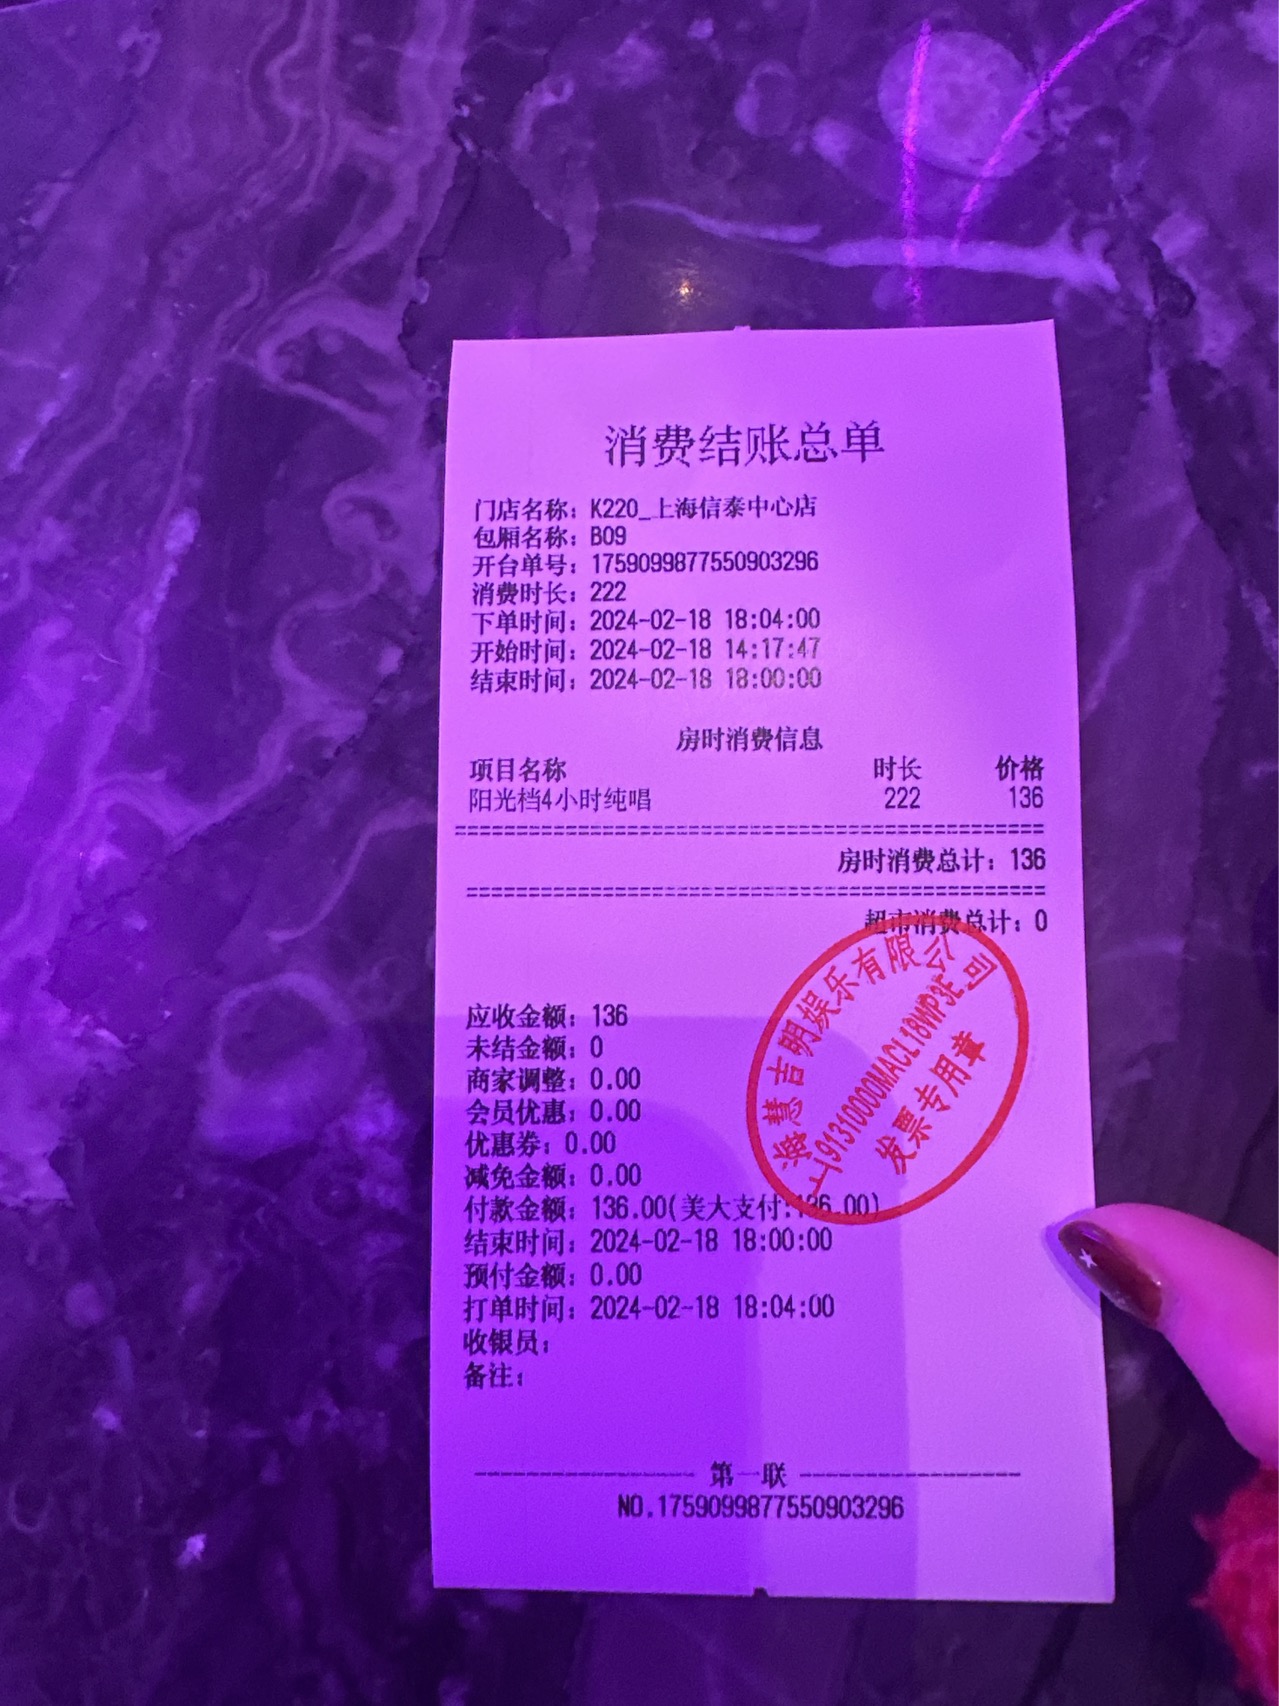 消费结账总单
门店名称：K220_上海信泰中心店
包厢名称：B09
开台单号：1759099877550903296
消费时长：222
下单时间：2024-02-18 18:04:00
开始时间：2024-02-18 14:17:47
结束时间：2024-02-18 18:00:00
房时消费信息
项目名称 时长 价格
阳光档4小时纯唱 222 136
房时消费总计：136
超市消费总计：0
上海慧吉明娱乐有限公司
91310000MACL18WP3E
发票专用章
应收金额：136
未结金额：0
商家调整：0.00
会员优惠：0.00
优惠券：0.00
减免金额：0.00
付款金额：136.00(美大支付:136.00)
结束时间：2024-02-18 18:00:00
预付金额：0.00
打单时间：2024-02-18 18:04:00
收银员：
备注：
第一联
NO.1759099877550903296